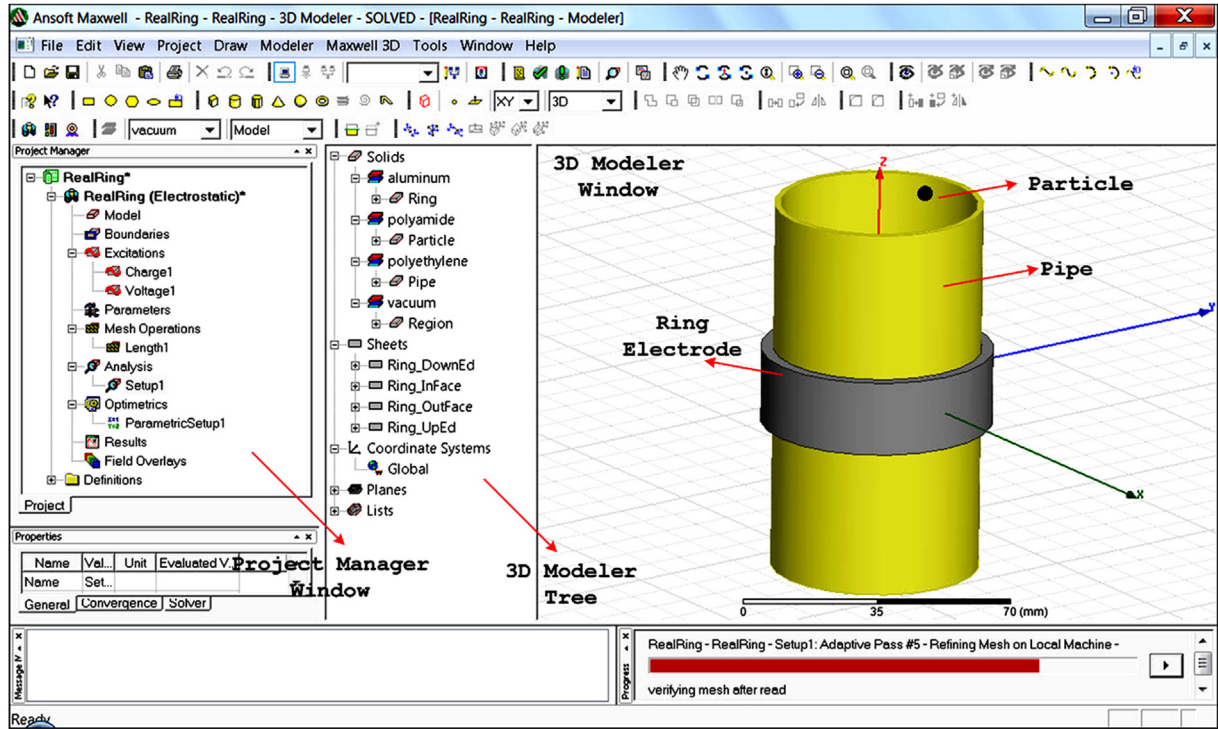 Ansoft Maxwell - RealRing - RealRing - 3D Modeler - SOLVED - [RealRing - RealRing - Modeler]
File Edit View Project Draw Modeler Maxwell 3D Tools Window Help
XY 3D
vacuum Model
Project Manager
RealRing*
RealRing (Electrostatic)*
Model
Boundaries
Excitations
Charge1
Voltage1
Parameters
Mesh Operations
Length1
Analysis
Setup1
Optimetrics
ParametricSetup1
Results
Field Overlays
Definitions
Project
Properties
Name Val... Unit Evaluated V...
Name Set...
General Convergence Solver
Project Manager
Window
Solids
aluminum
Ring
polyamide
Particle
polyethylene
Pipe
vacuum
Region
Sheets
Ring_DownEd
Ring_InFace
Ring_OutFace
Ring_UpEd
Coordinate Systems
Global
Planes
Lists
3D Modeler
Tree
3D Modeler
Window
Z
Particle
Pipe
Y
Ring
Electrode
X
0 35 70 (mm)
Message M
Progress
RealRing - RealRing - Setup1: Adaptive Pass #5 - Refining Mesh on Local Machine -
verifying mesh after read
Ready